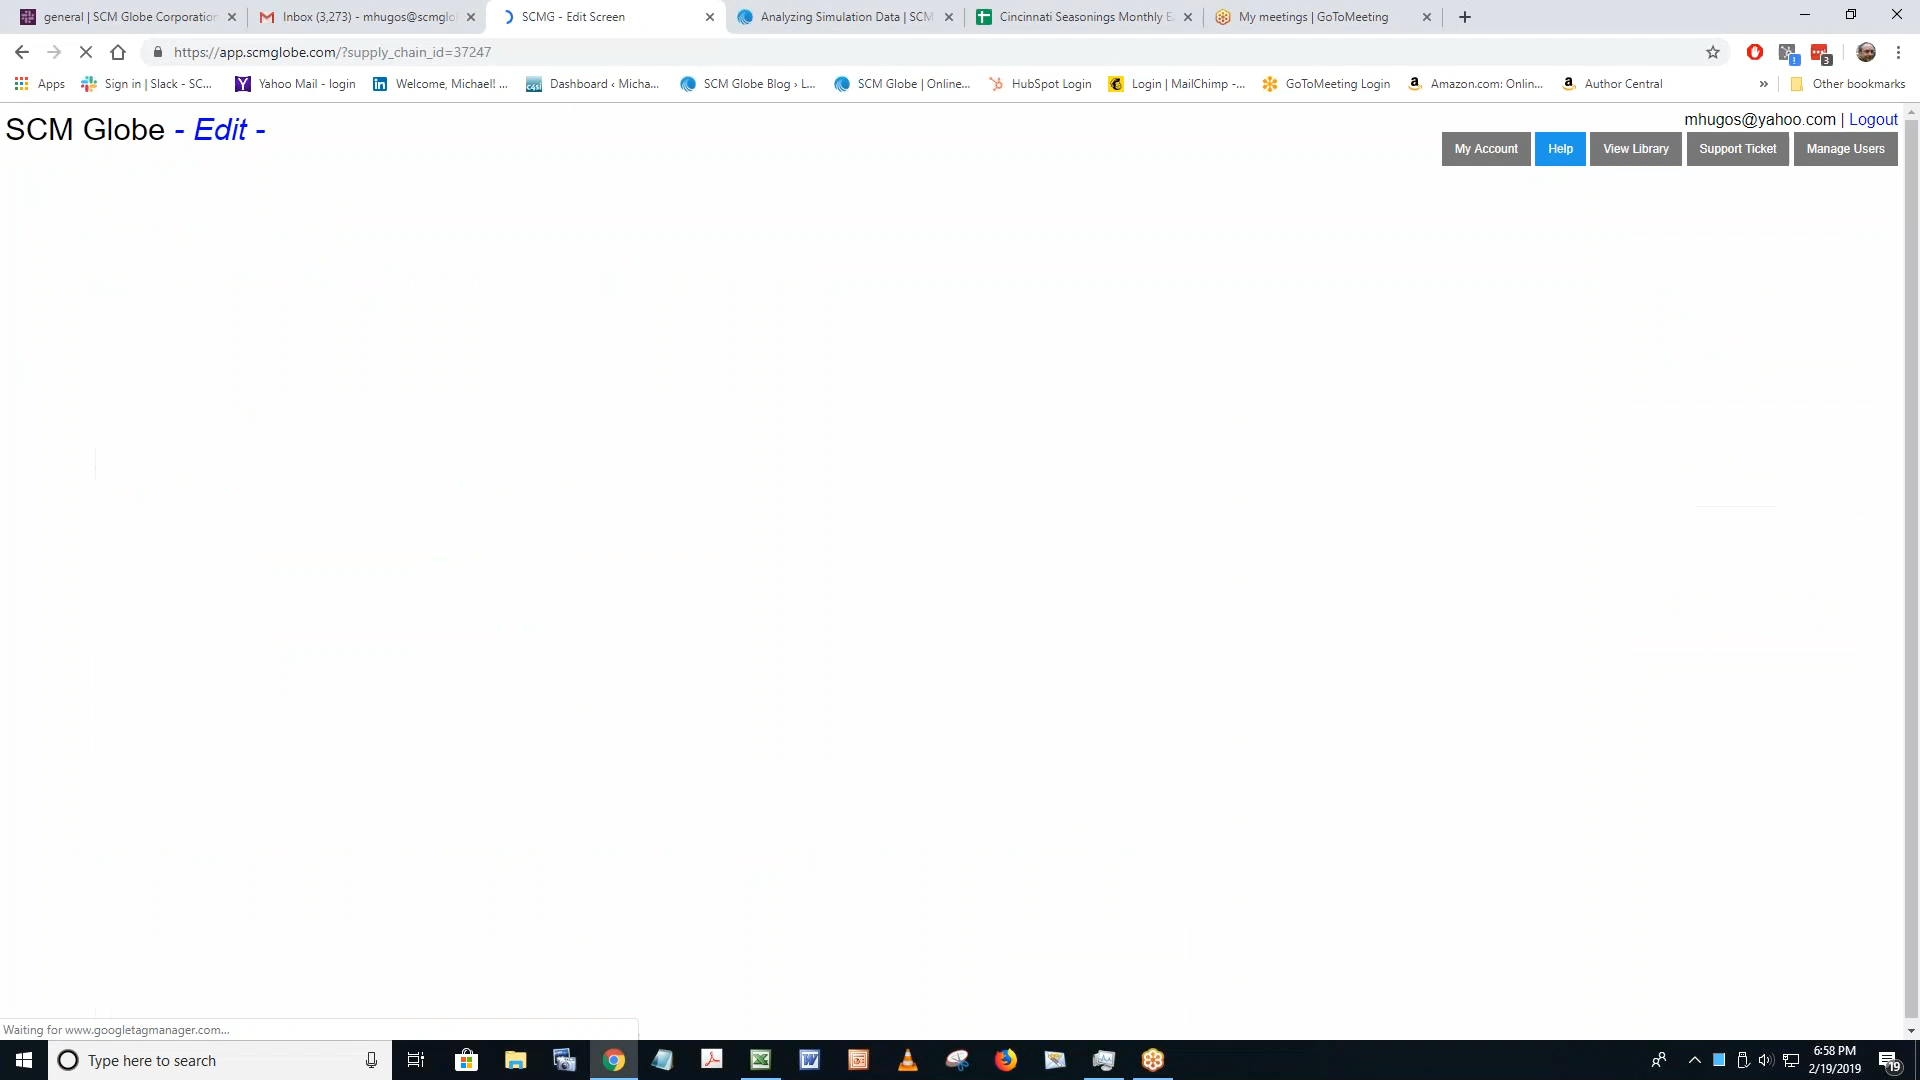 general | SCM Globe Corporation
Inbox (3,273) - mhugos@scmglo
SCMG - Edit Screen
Analyzing Simulation Data | SCM
Cincinnati Seasonings Monthly E
My meetings | GoToMeeting
https://app.scmglobe.com/?supply_chain_id=37247
3
Apps
Sign in | Slack - SC...
Yahoo Mail - login
Welcome, Michael! ...
Dashboard ‹ Micha...
SCM Globe Blog › L...
SCM Globe | Online...
HubSpot Login
Login | MailChimp -...
GoToMeeting Login
Amazon.com: Onlin...
Author Central
»
Other bookmarks
SCM Globe - Edit -
mhugos@yahoo.com | Logout
My Account
Help
View Library
Support Ticket
Manage Users
Waiting for www.googletagmanager.com...
Type here to search
6:58 PM
2/19/2019
19